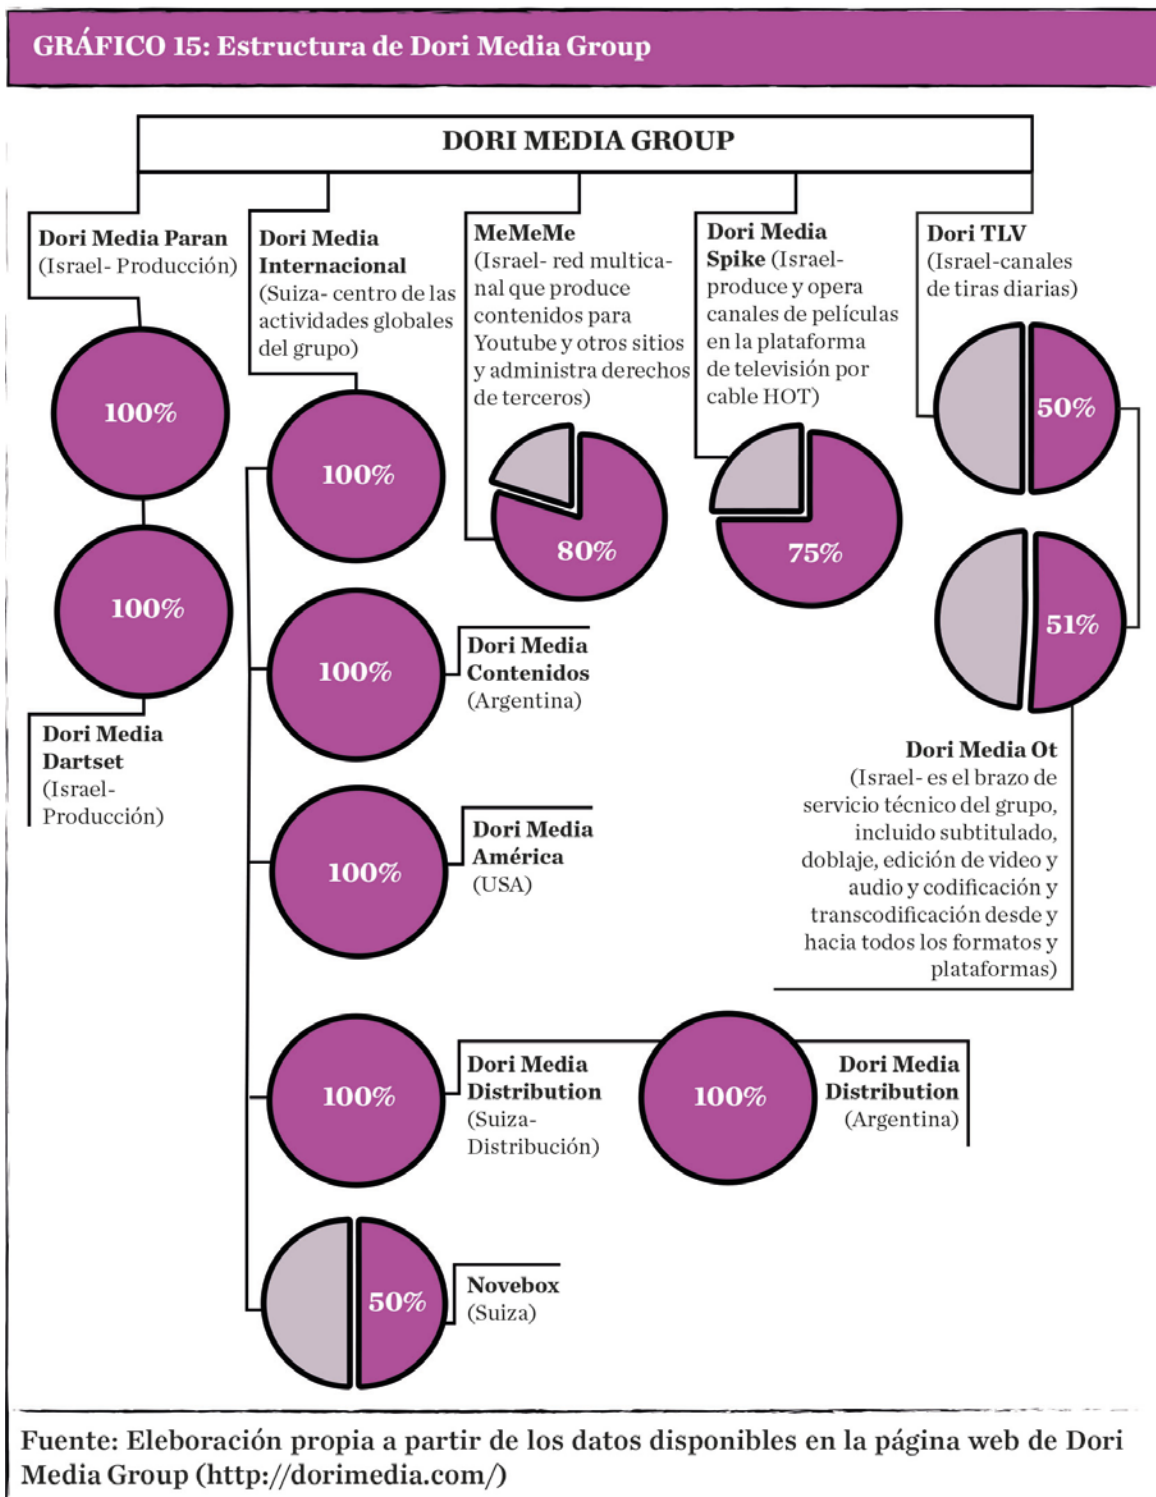 GRÁFICO 15: Estructura de Dori Media Group
DORI MEDIA GROUP
Dori Media Paran
(Israel- Producción)
100%
100%
Dori Media
Dartset
(Israel-
Producción)
Dori Media
Internacional
(Suiza- centro de las
actividades globales
del grupo)
100%
100%
Dori Media
Contenidos
(Argentina)
100%
Dori Media
América
(USA)
100%
Dori Media
Distribution
(Suiza-
Distribución)
100%
Dori Media
Distribution
(Argentina)
50%
Novebox
(Suiza)
MeMeMe
(Israel- red multica-
nal que produce
contenidos para
Youtube y otros sitios
y administra derechos
de terceros)
80%
Dori Media
Spike (Israel-
produce y opera
canales de películas
en la plataforma
de televisión por
cable HOT)
75%
Dori TLV
(Israel-canales
de tiras diarias)
50%
51%
Dori Media Ot
(Israel- es el brazo de
servicio técnico del grupo,
incluido subtitulado,
doblaje, edición de video y
audio y codificación y
transcodificación desde y
hacia todos los formatos y
plataformas)
Fuente: Eleboración propia a partir de los datos disponibles en la página web de Dori
Media Group (http://dorimedia.com/)